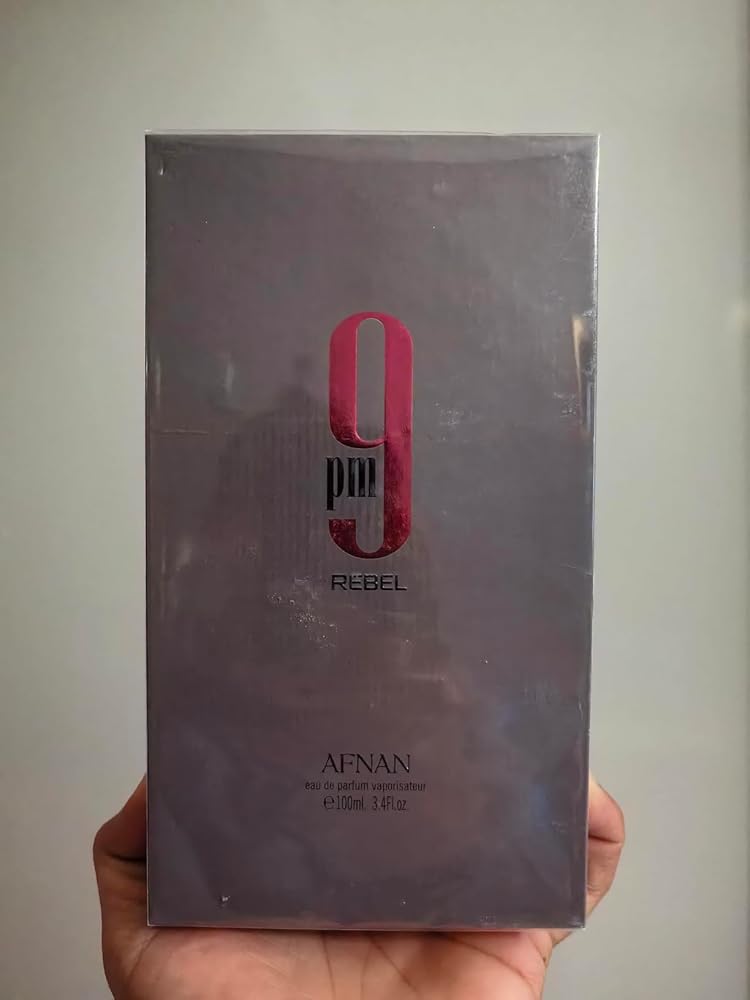 9
pm
REBEL
AFNAN
eau de parfum vaporisateur
℮100ml. 3.4Fl.oz.